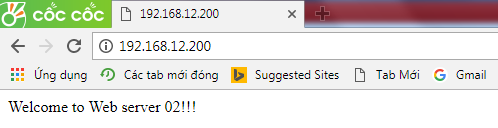 cốc cốc 192.168.12.200
192.168.12.200
Ứng dụng Các tab mới đóng Suggested Sites Tab Mới Gmail
Welcome to Web server 02!!!